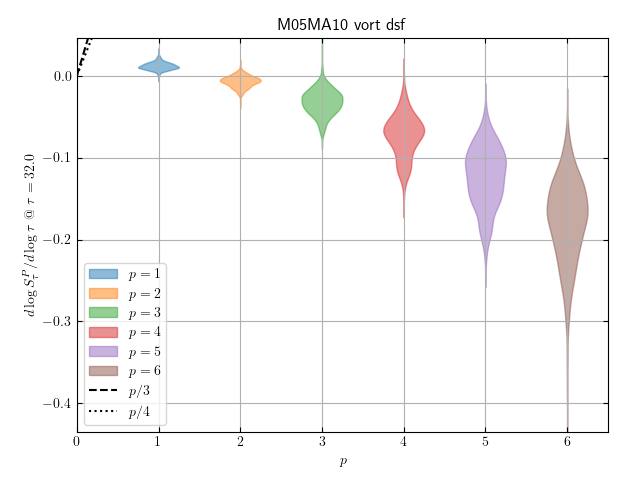 M05MA10 vort dsf
0.0
−0.1
−0.2
−0.3
−0.4
d log S_τ^P / d log τ @ τ = 32.0
p = 1
p = 2
p = 3
p = 4
p = 5
p = 6
p/3
p/4
0 1 2 3 4 5 6
p